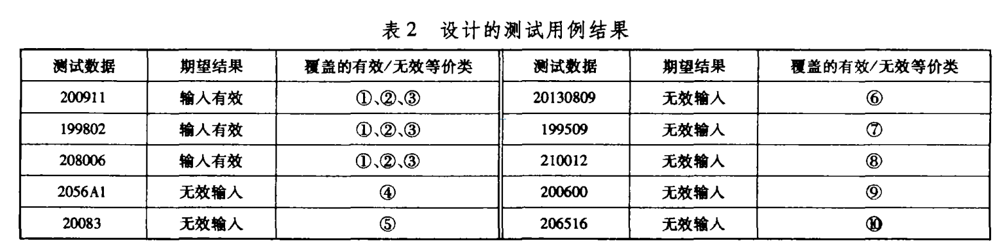 表2 设计的测试用例结果
测试数据 期望结果 覆盖的有效/无效等价类 测试数据 期望结果 覆盖的有效/无效等价类
200911 输入有效 ①、②、③ 20130809 无效输入 ⑥
199802 输入有效 ①、②、③ 199509 无效输入 ⑦
208006 输入有效 ①、②、③ 210012 无效输入 ⑧
2056A1 无效输入 ④ 200600 无效输入 ⑨
20083 无效输入 ⑤ 206516 无效输入 ⑩